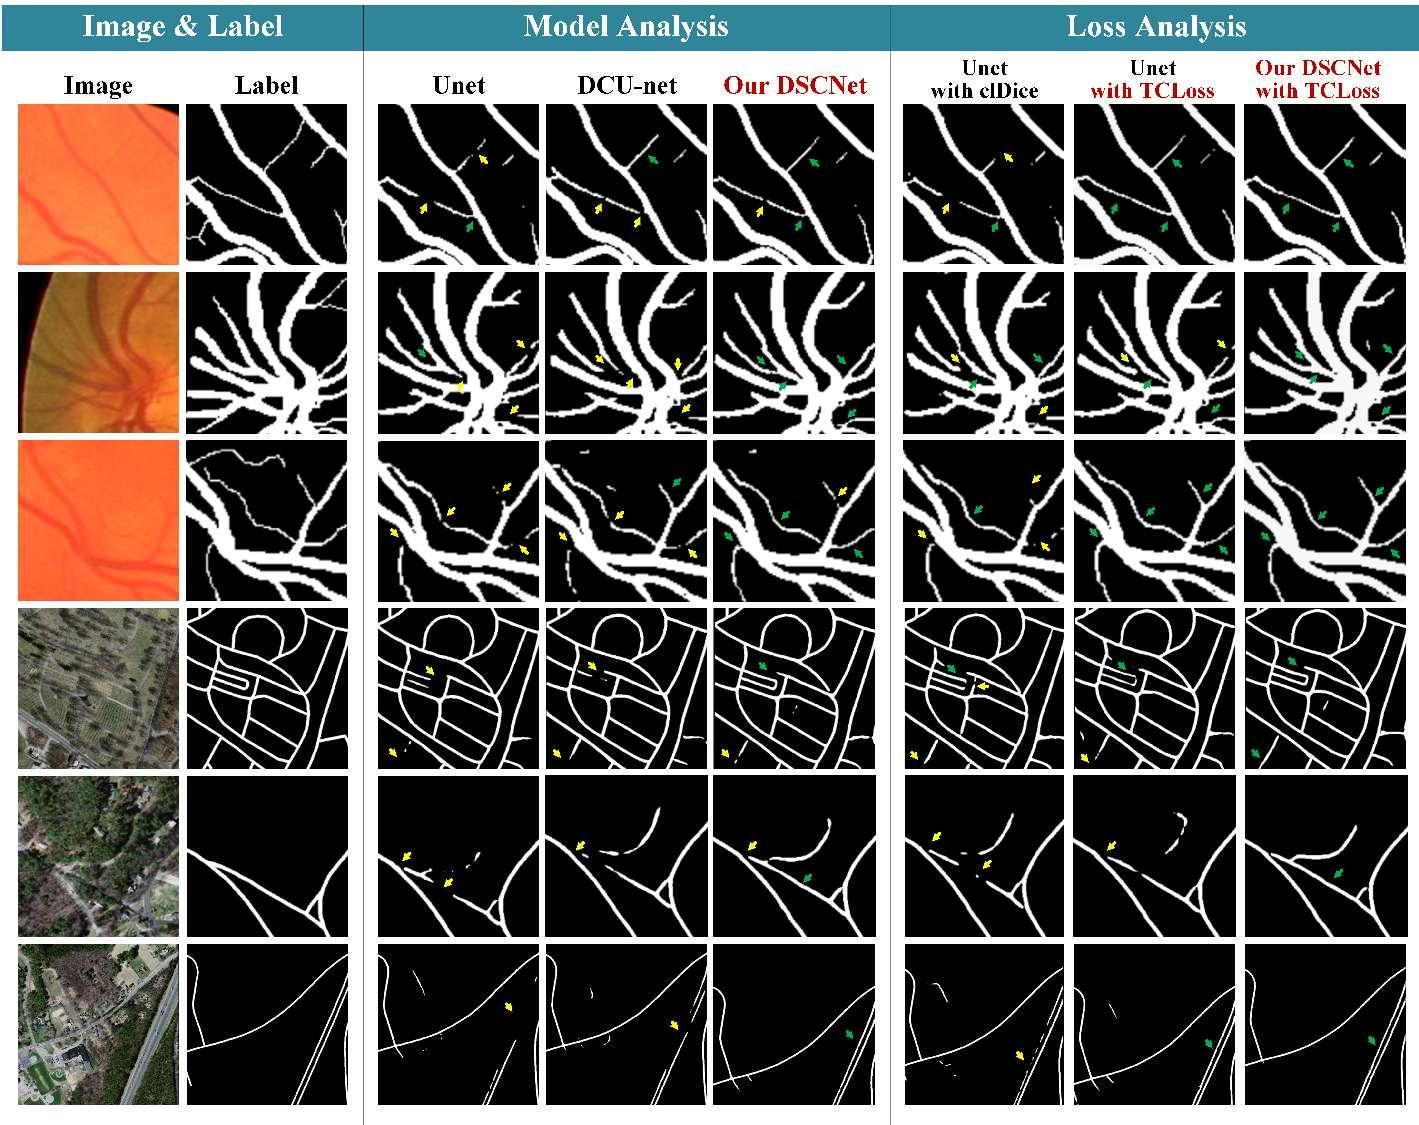 Image & Label
Model Analysis
Loss Analysis
Image
Label
Unet
DCU-net
Our DSCNet
Unet
with clDice
Unet
with TCLoss
Our DSCNet
with TCLoss